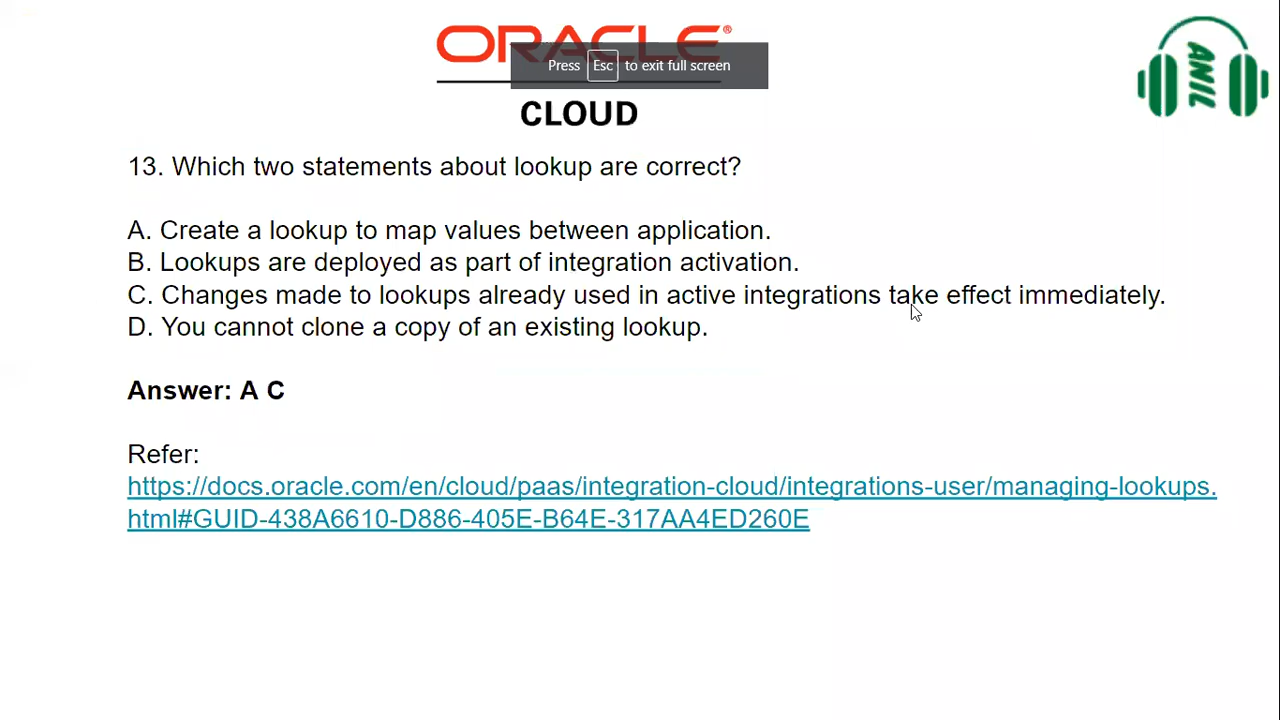 ORACLE®
Press Esc to exit full screen
CLOUD
ANIL
13. Which two statements about lookup are correct?
A. Create a lookup to map values between application.
B. Lookups are deployed as part of integration activation.
C. Changes made to lookups already used in active integrations take effect immediately.
D. You cannot clone a copy of an existing lookup.
Answer: A C
Refer:
https://docs.oracle.com/en/cloud/paas/integration-cloud/integrations-user/managing-lookups.
html#GUID-438A6610-D886-405E-B64E-317AA4ED260E